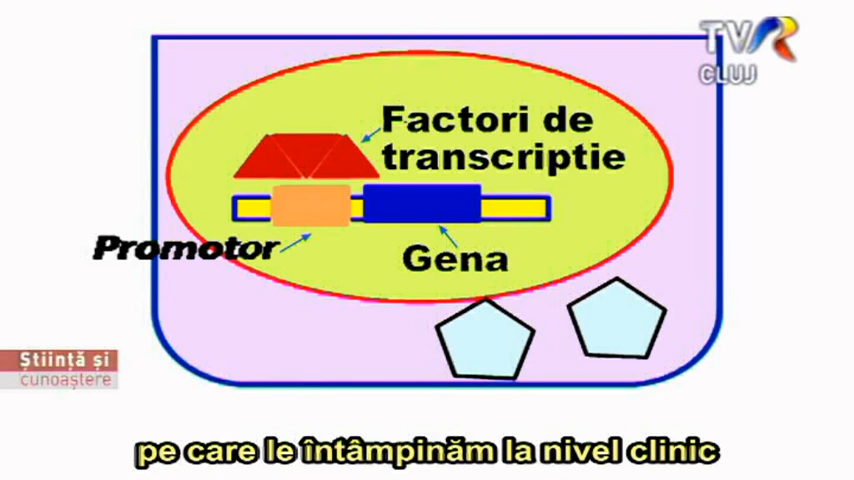 TVR
CLUJ
Factori de
transcriptie
Promotor
Gena
Știință și
cunoaștere
pe care le întâmpinăm la nivel clinic